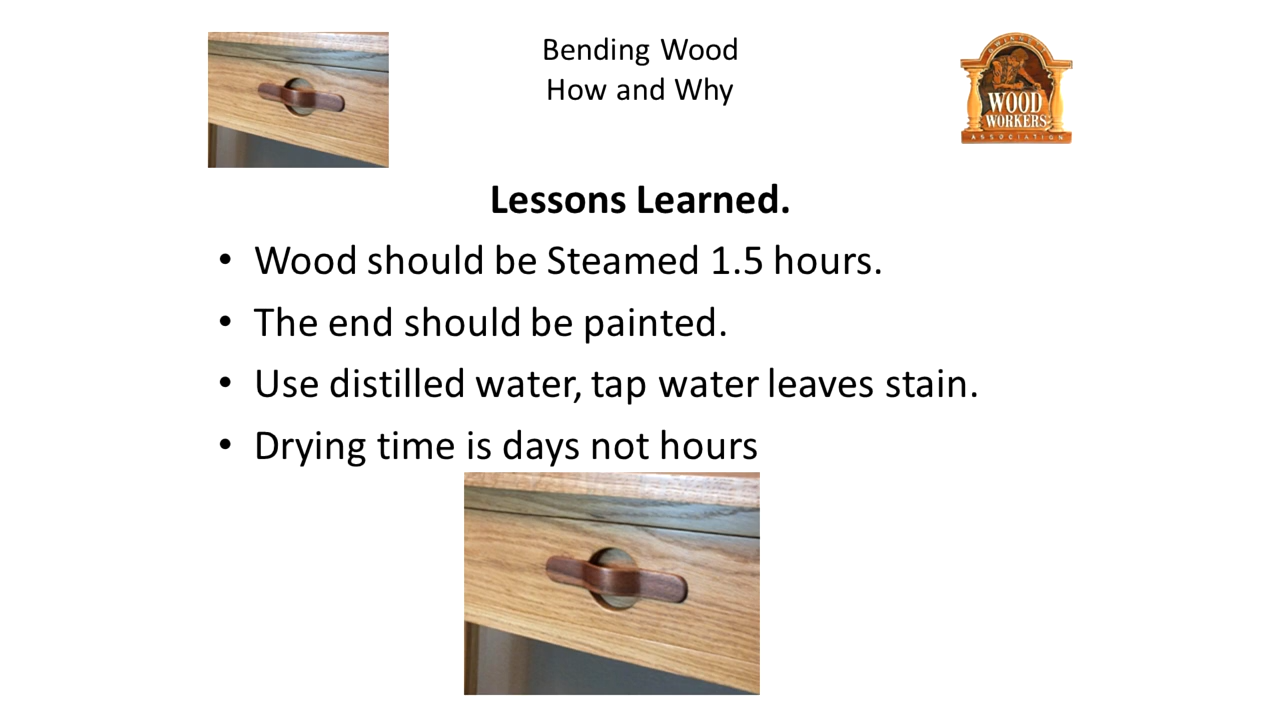 Bending Wood
How and Why
WOOD
WORKERS
ASSOCIATION
Lessons Learned.
• Wood should be Steamed 1.5 hours.
• The end should be painted.
• Use distilled water, tap water leaves stain.
• Drying time is days not hours